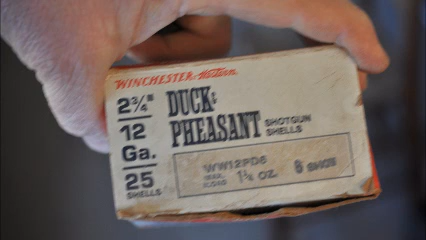 WINCHESTER-Western
2¾"
12
Ga.
25
SHELLS
DUCK &
PHEASANT
SHOTGUN
SHELLS
WW12PD6
1¼ OZ. 6 SHOT